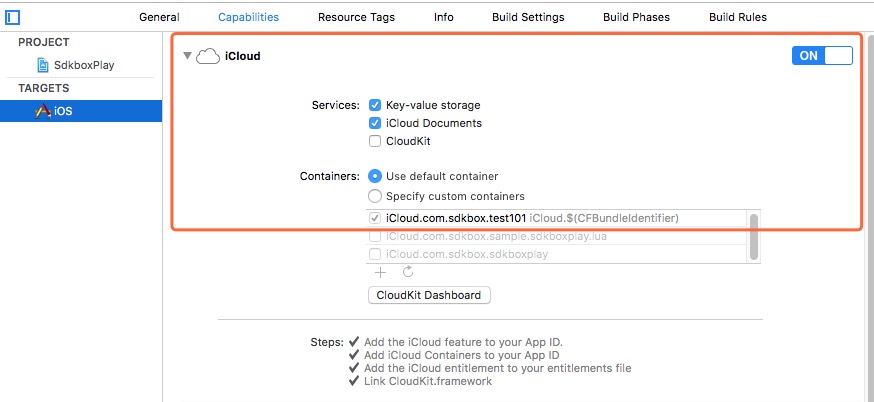 General Capabilities Resource Tags Info Build Settings Build Phases Build Rules
PROJECT
SdkboxPlay
TARGETS
iOS
iCloud
ON
Services: Key-value storage
iCloud Documents
CloudKit
Containers: Use default container
Specify custom containers
iCloud.com.sdkbox.test101 iCloud.$(CFBundleIdentifier)
iCloud.com.sdkbox.sample.sdkboxplay.lua
iCloud.com.sdkbox.sdkboxplay
CloudKit Dashboard
Steps: ✔ Add the iCloud feature to your App ID.
✔ Add iCloud Containers to your App ID
✔ Add the iCloud entitlement to your entitlements file
✔ Link CloudKit.framework